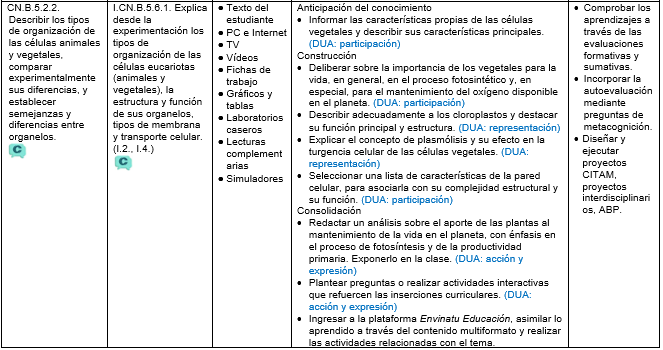 CN.B.5.2.2.
Describir los tipos
de organización de
las células animales
y vegetales,
comparar
experimentalmente
sus diferencias, y
establecer
semejanzas y
diferencias entre
organelos.
C
I.CN.B.5.6.1. Explica
desde la
experimentación los
tipos de
organización de las
células eucariotas
(animales y
vegetales), la
estructura y función
de sus organelos,
tipos de membrana
y transporte celular.
(I.2., I.4.)
C
● Texto del
estudiante
● PC e Internet
● TV
● Vídeos
● Fichas de
trabajo
● Gráficos y
tablas
● Laboratorios
caseros
● Lecturas
complement
arias
● Simuladores
Anticipación del conocimiento
• Informar las características propias de las células
vegetales y describir sus características principales.
(DUA: participación)
Construcción
• Deliberar sobre la importancia de los vegetales para la
vida, en general, en el proceso fotosintético y, en
especial, para el mantenimiento del oxígeno disponible
en el planeta. (DUA: participación)
• Describir adecuadamente a los cloroplastos y destacar
su función principal y estructura. (DUA: representación)
• Explicar el concepto de plasmólisis y su efecto en la
turgencia celular de las células vegetales. (DUA:
representación)
• Seleccionar una lista de características de la pared
celular, para asociarla con su complejidad estructural y
su función. (DUA: participación)
Consolidación
• Redactar un análisis sobre el aporte de las plantas al
mantenimiento de la vida en el planeta, con énfasis en
el proceso de fotosíntesis y de la productividad
primaria. Exponerlo en la clase. (DUA: acción y
expresión)
• Plantear preguntas o realizar actividades interactivas
que refuercen las inserciones curriculares. (DUA:
acción y expresión)
• Ingresar a la plataforma Envinatu Educación, asimilar lo
aprendido a través del contenido multiformato y realizar
las actividades relacionadas con el tema.
• Comprobar los
aprendizajes a
través de las
evaluaciones
formativas y
sumativas.
• Incorporar la
autoevaluación
mediante
preguntas de
metacognición.
• Diseñar y
ejecutar
proyectos
CITAM,
proyectos
interdisciplinari
os, ABP.